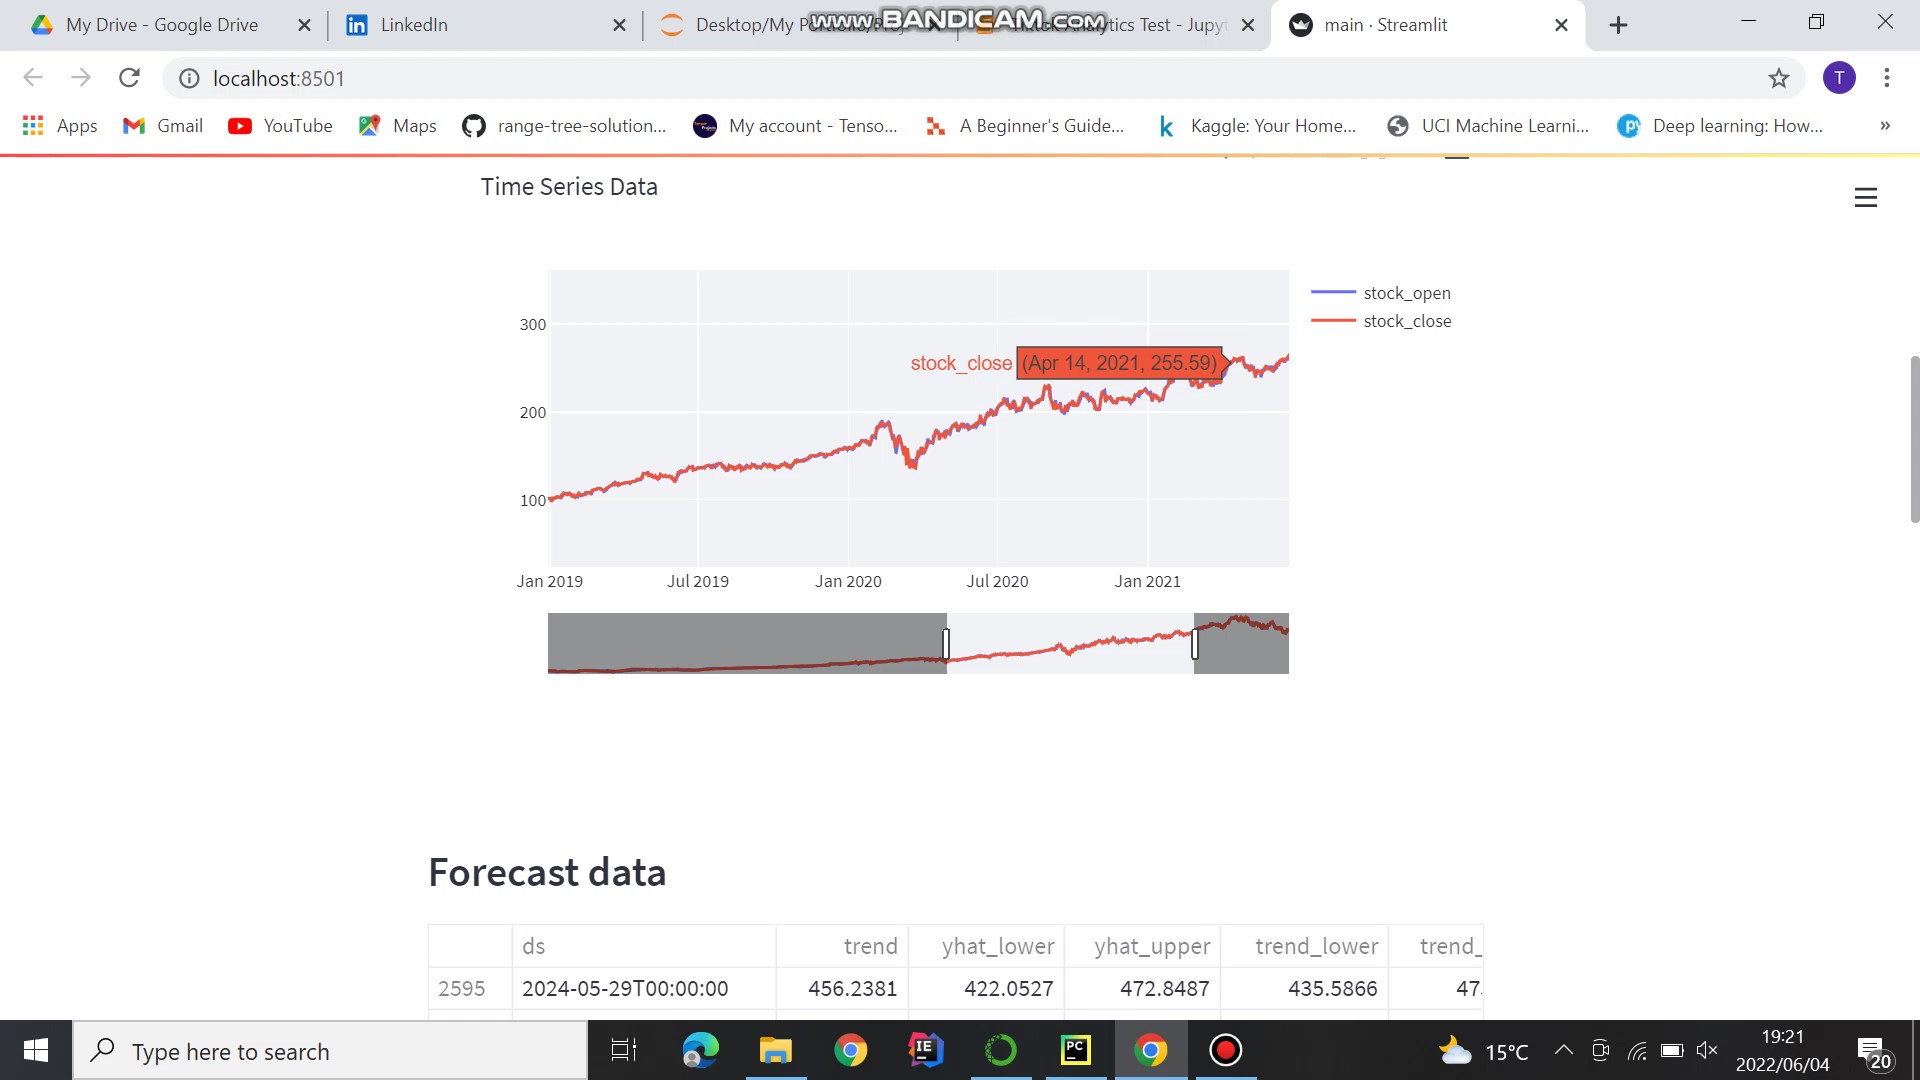 My Drive - Google Drive
LinkedIn
Desktop/My Portfolio/Proj
Tiktok Analytics Test - Jupyt
main · Streamlit
www.BANDICAM.com
localhost:8501
T
Apps
Gmail
YouTube
Maps
range-tree-solution...
My account - Tenso...
A Beginner's Guide...
Kaggle: Your Home...
UCI Machine Learni...
Deep learning: How...
»
Time Series Data
stock_open
stock_close
300
200
100
stock_close (Apr 14, 2021, 255.59)
Jan 2019 Jul 2019 Jan 2020 Jul 2020 Jan 2021
Forecast data
ds trend yhat_lower yhat_upper trend_lower trend_
2595 2024-05-29T00:00:00 456.2381 422.0527 472.8487 435.5866 47.
Type here to search
15°C
19:21
2022/06/04
20